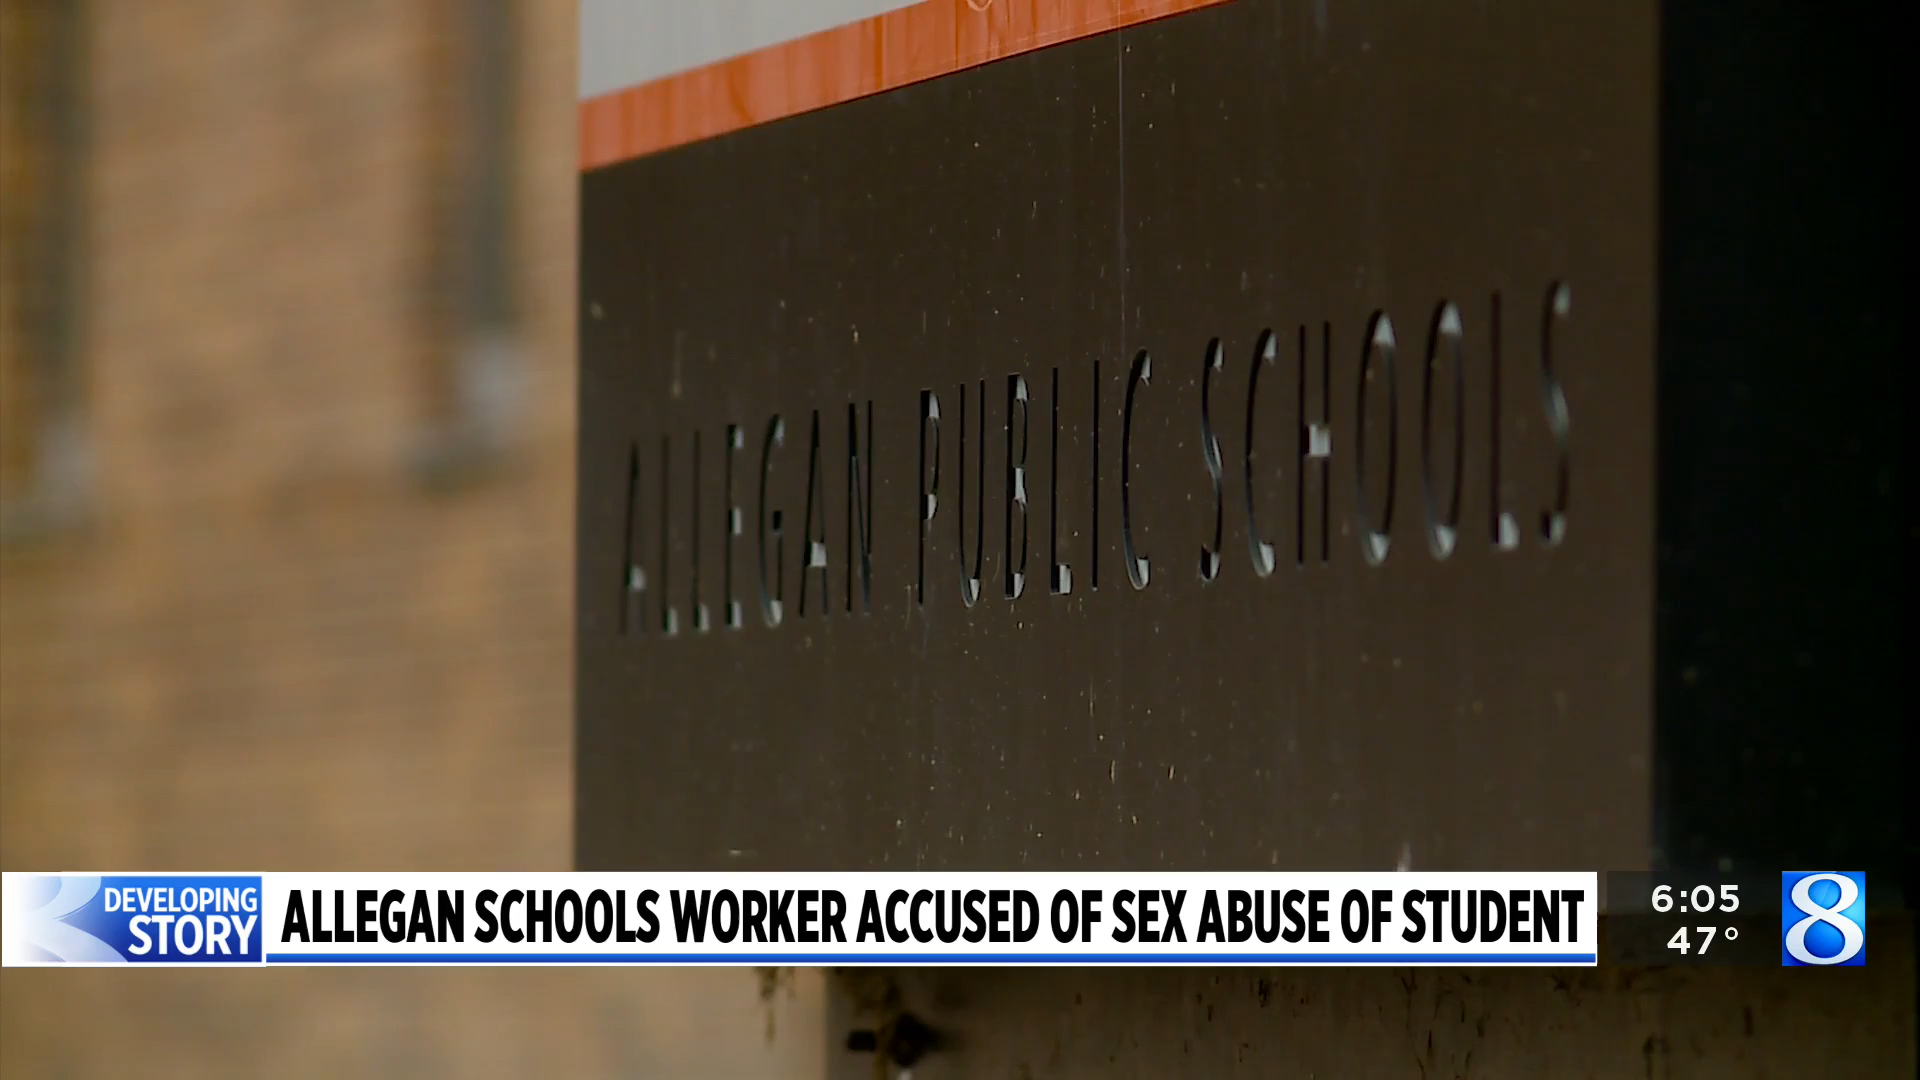 ALLEGAN PUBLIC SCHOOLS
DEVELOPING
STORY
ALLEGAN SCHOOLS WORKER ACCUSED OF SEX ABUSE OF STUDENT
6:05
47°
8